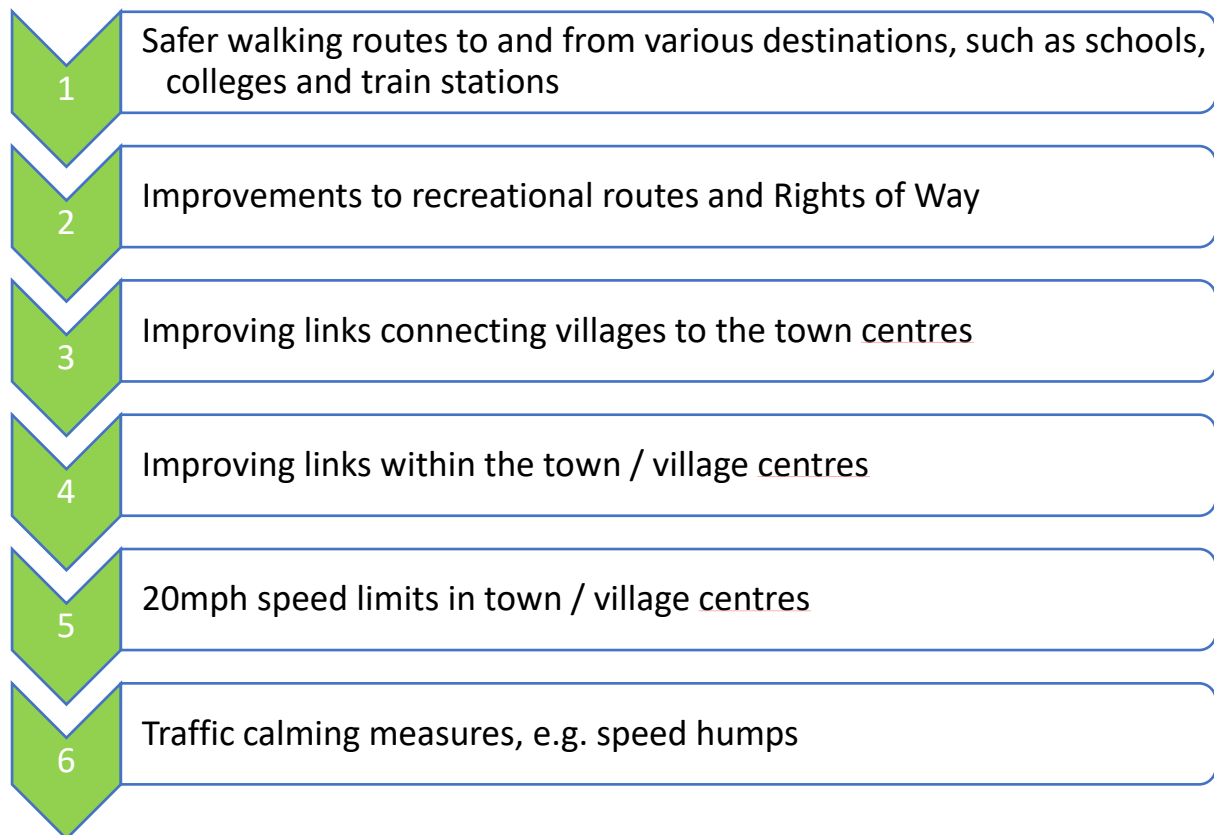 1
Safer walking routes to and from various destinations, such as schools,
colleges and train stations
2
Improvements to recreational routes and Rights of Way
3
Improving links connecting villages to the town centres
4
Improving links within the town / village centres
5
20mph speed limits in town / village centres
6
Traffic calming measures, e.g. speed humps